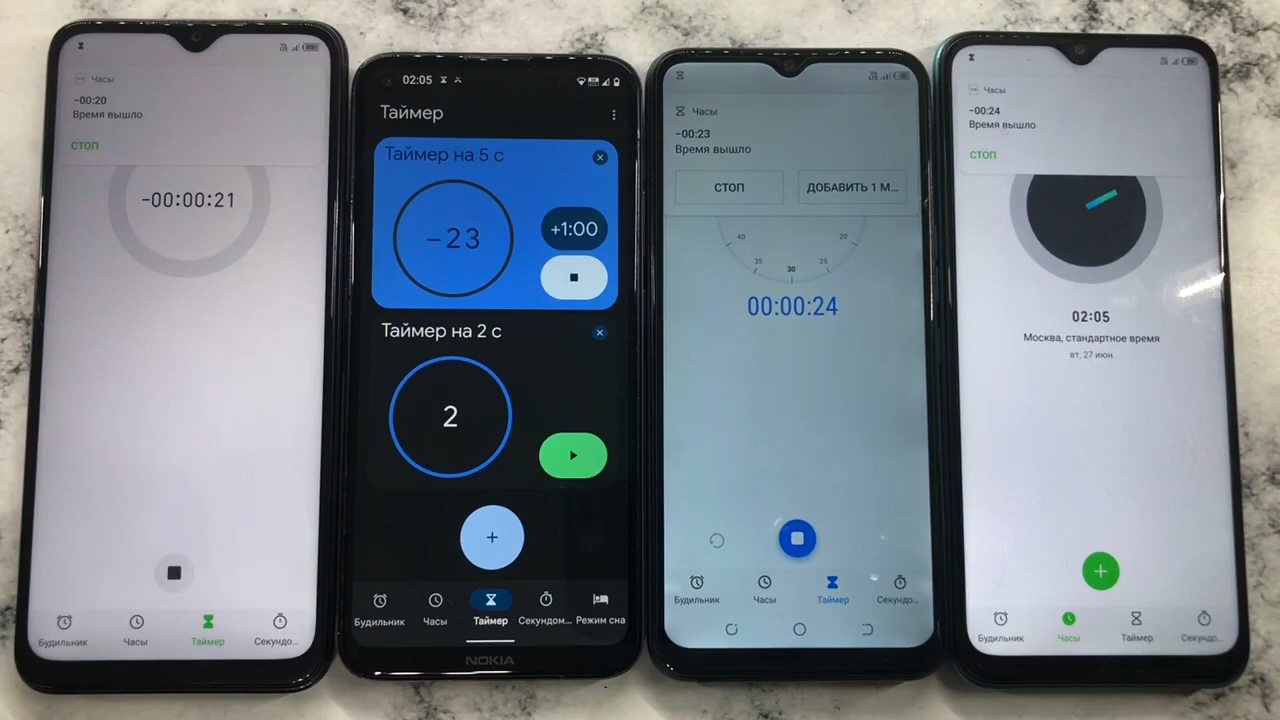 Часы
−00:20
Время вышло
СТОП
−00:00:21
Будильник
Часы
Таймер
Секундо...
02:05
Таймер
Таймер на 5 с
−23
+1:00
Таймер на 2 с
2
Будильник
Часы
Таймер
Секундом...
Режим сна
NOKIA
Часы
−00:23
Время вышло
СТОП
ДОБАВИТЬ 1 М...
40
20
35
25
30
00:00:24
Будильник
Часы
Таймер
Секундо...
Часы
−00:24
Время вышло
СТОП
02:05
Москва, стандартное время
вт, 27 июн.
Будильник
Часы
Таймер
Секундо...